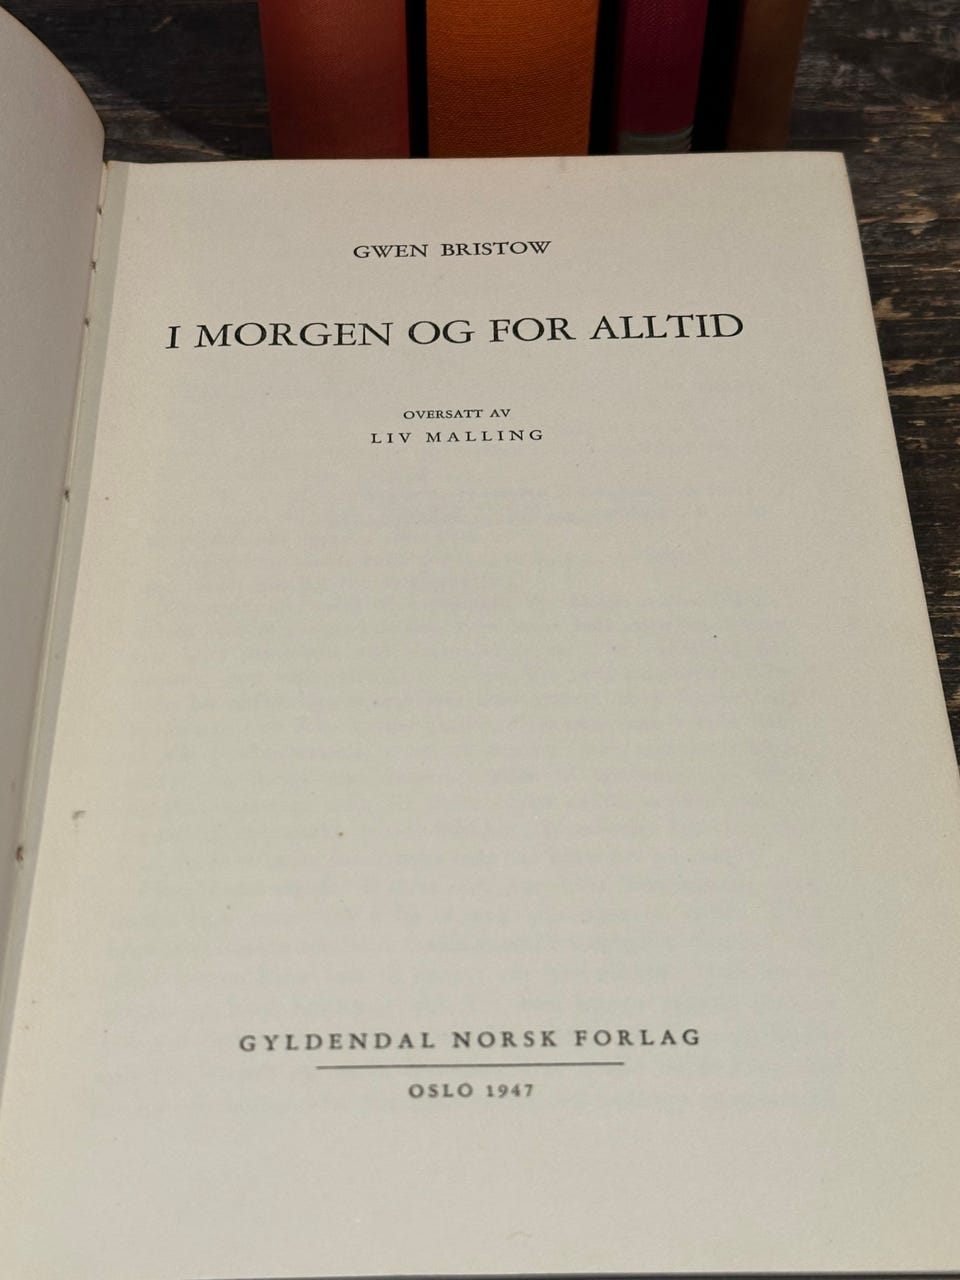 GWEN BRISTOW
I MORGEN OG FOR ALLTID
OVERSATT AV
LIV MALLING
GYLDENDAL NORSK FORLAG
OSLO 1947